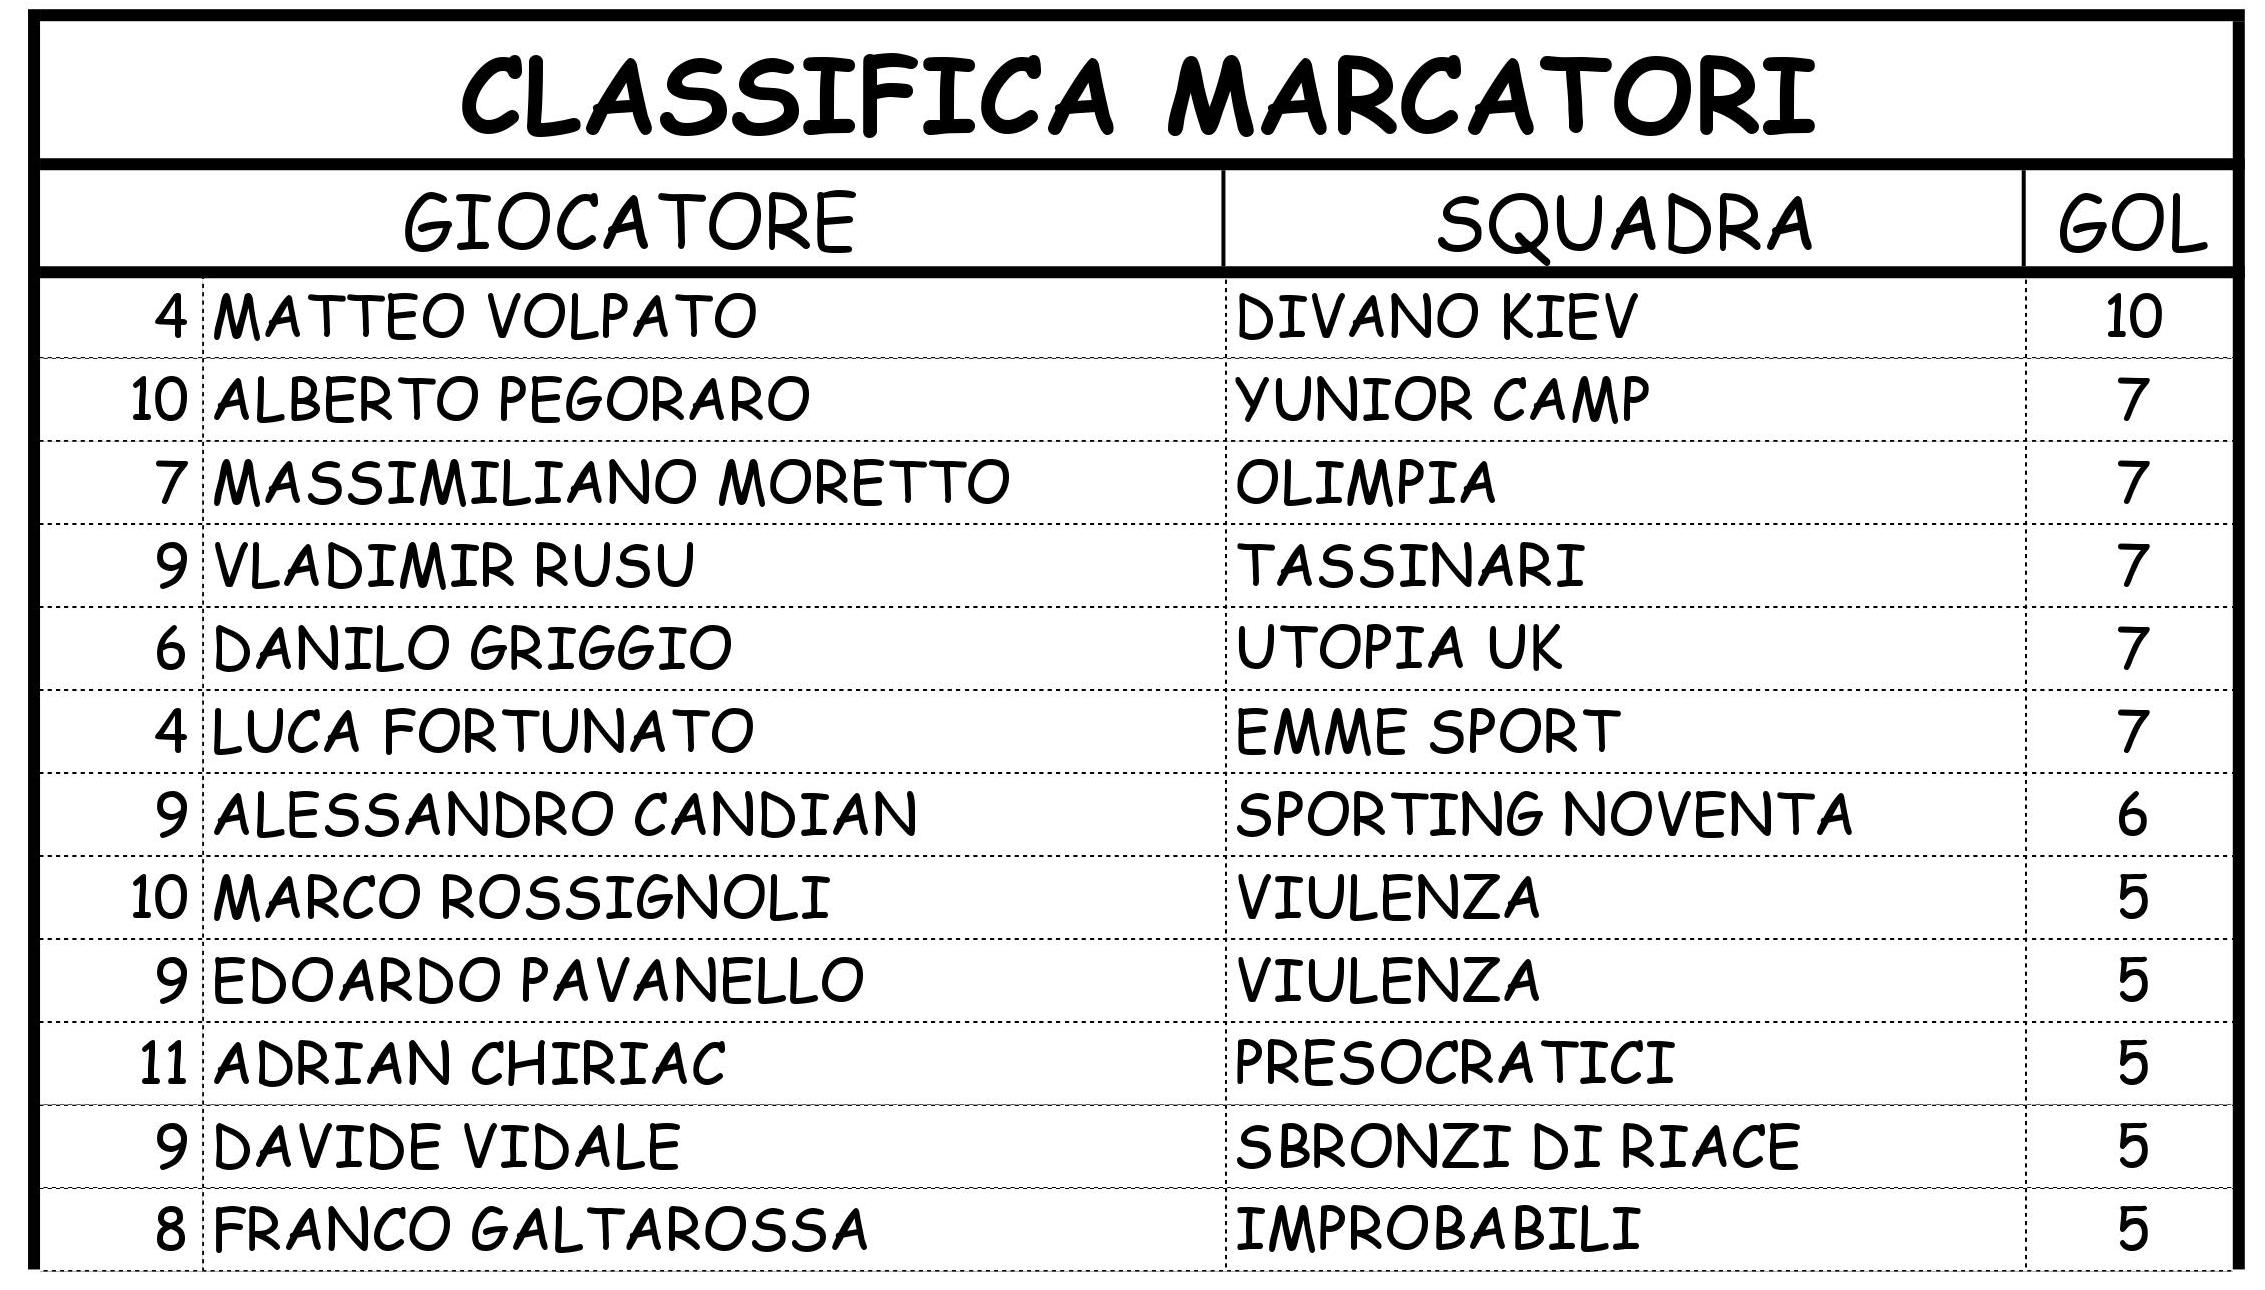 CLASSIFICA MARCATORI
GIOCATORE SQUADRA GOL
4 MATTEO VOLPATO DIVANO KIEV 10
10 ALBERTO PEGORARO YUNIOR CAMP 7
7 MASSIMILIANO MORETTO OLIMPIA 7
9 VLADIMIR RUSU TASSINARI 7
6 DANILO GRIGGIO UTOPIA UK 7
4 LUCA FORTUNATO EMME SPORT 7
9 ALESSANDRO CANDIAN SPORTING NOVENTA 6
10 MARCO ROSSIGNOLI VIULENZA 5
9 EDOARDO PAVANELLO VIULENZA 5
11 ADRIAN CHIRIAC PRESOCRATICI 5
9 DAVIDE VIDALE SBRONZI DI RIACE 5
8 FRANCO GALTAROSSA IMPROBABILI 5